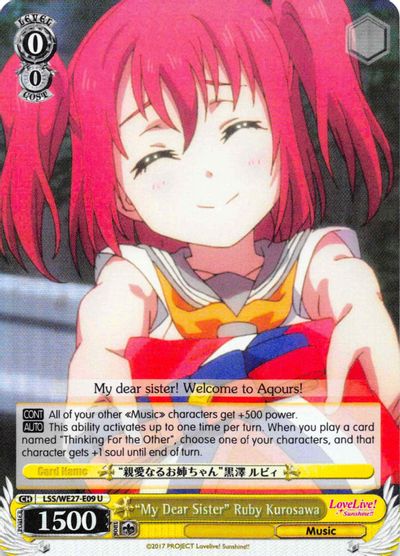 LEVEL
0
0
COST
My dear sister! Welcome to Aqours!
CONT All of your other «Music» characters get +500 power.
AUTO This ability activates up to one time per turn. When you play a card
named "Thinking For the Other", choose one of your characters, and that
character gets +1 soul until end of turn.
Card Name
“親愛なるお姉ちゃん”黒澤 ルビィ
CH
LSS/WE27-E09 U
"My Dear Sister" Ruby Kurosawa
LoveLive!
Sunshine!!
POWER
1500
SOUL
Music
©2017 PROJECT Lovelive! Sunshine!!